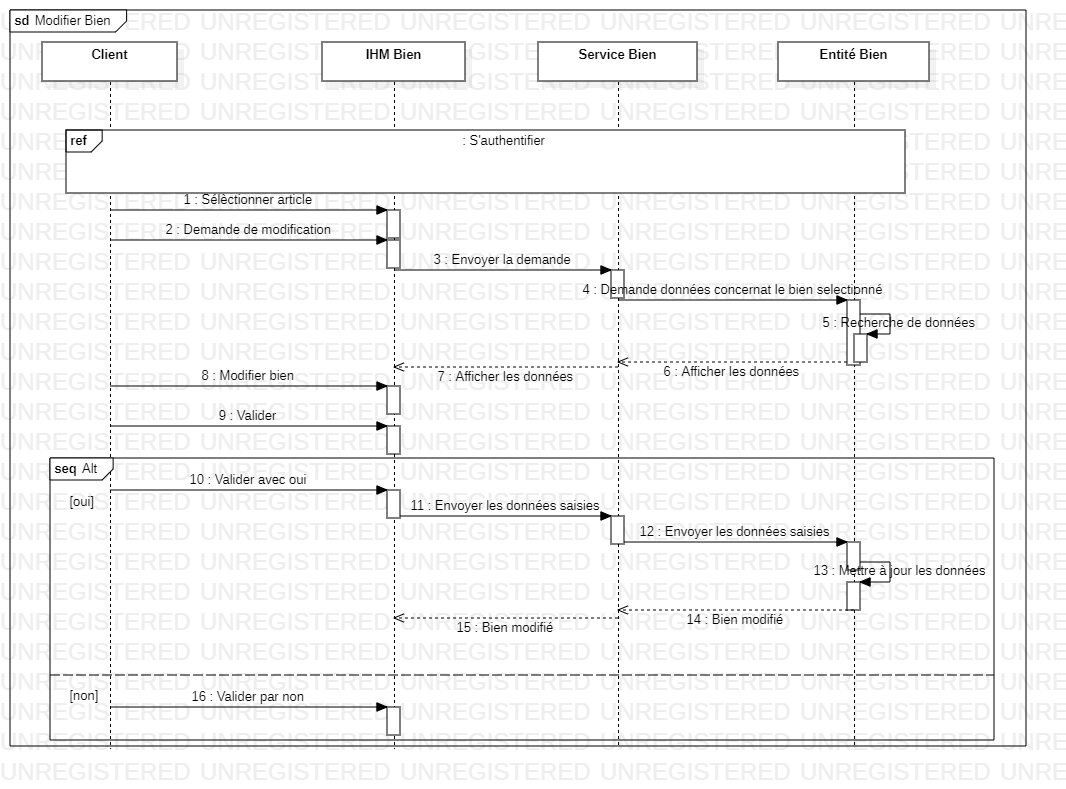 sd Modifier Bien
Client
IHM Bien
Service Bien
Entité Bien
ref
: S'authentifier
1 : Sélèctionner article
2 : Demande de modification
3 : Envoyer la demande
4 : Demande données concernat le bien selectionné
5 : Recherche de données
6 : Afficher les données
7 : Afficher les données
8 : Modifier bien
9 : Valider
seq Alt
10 : Valider avec oui
[oui]
11 : Envoyer les données saisies
12 : Envoyer les données saisies
13 : Mettre à jour les données
14 : Bien modifié
15 : Bien modifié
[non]
16 : Valider par non
UNREGISTERED UNREGISTERED UNREGISTERED UNREGISTERED UNREGISTERED